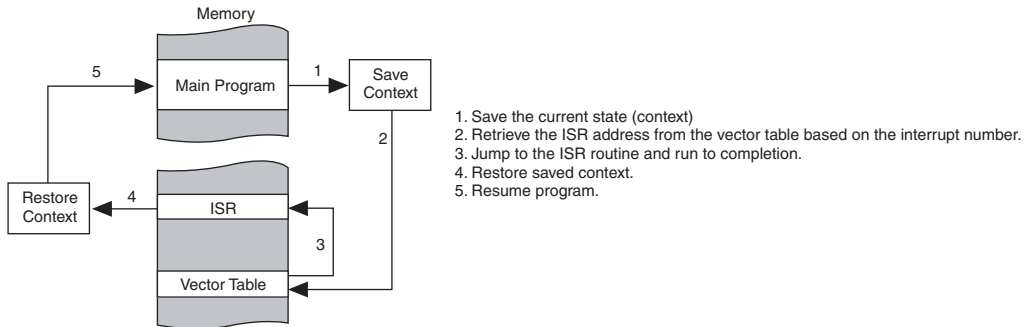 Memory
5
Main Program
1
Save
Context
2
1. Save the current state (context)
2. Retrieve the ISR address from the vector table based on the interrupt number.
3. Jump to the ISR routine and run to completion.
4. Restore saved context.
5. Resume program.
Restore
Context
4
ISR
3
Vector Table